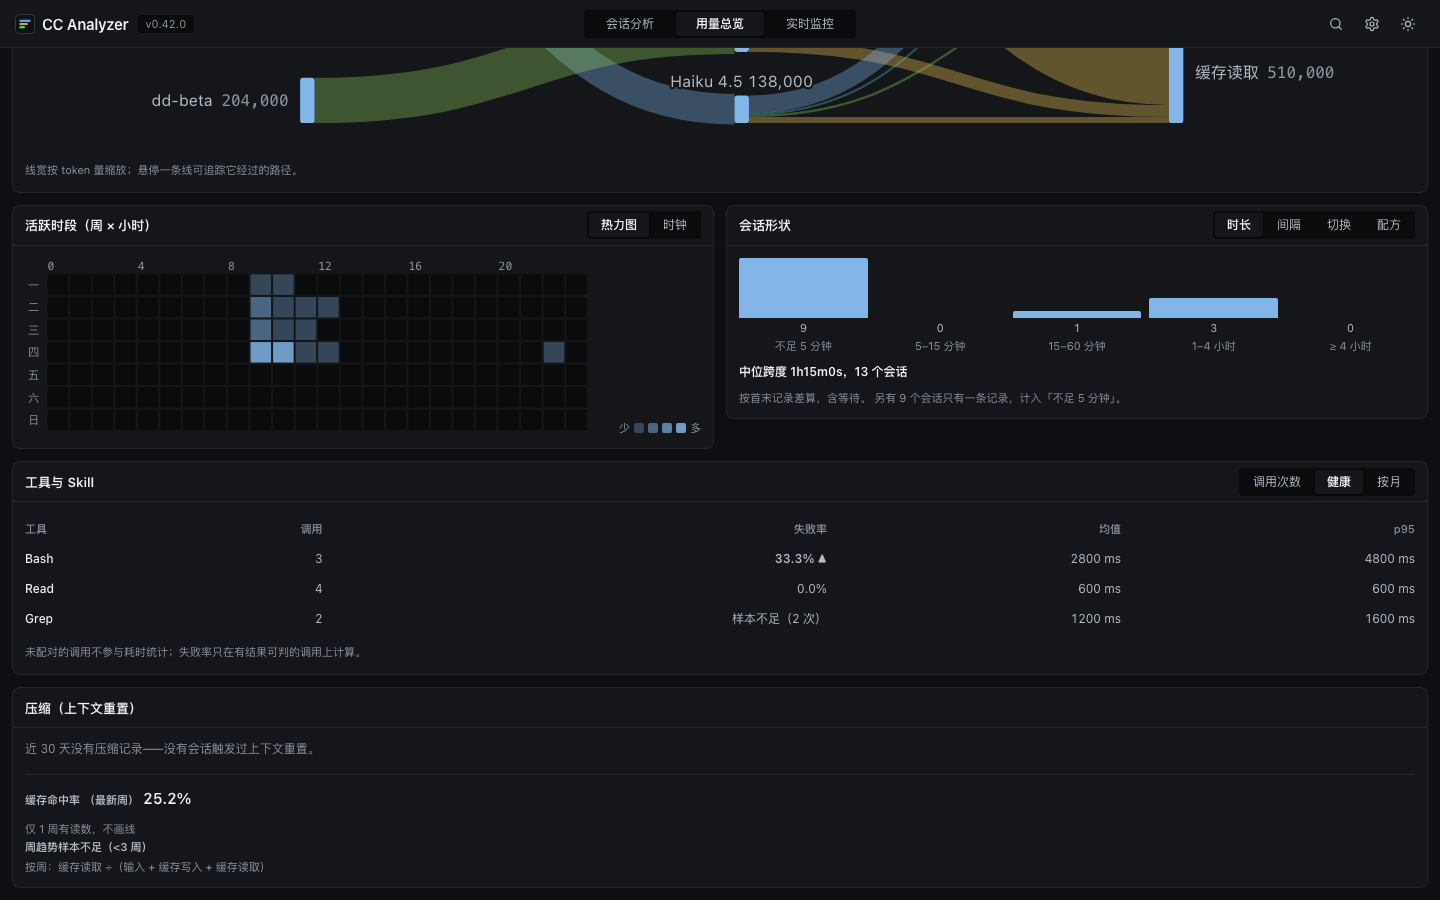 CC Analyzer v0.42.0 会话分析 用量总览 实时监控
Haiku 4.5 138,000
缓存读取 510,000
dd-beta 204,000
线宽按 token 量缩放；悬停一条线可追踪它经过的路径。
活跃时段（周 × 小时） 热力图 时钟
0 4 8 12 16 20
一
二
三
四
五
六
日
少 多
会话形状 时长 间隔 切换 配方
9 0 1 3 0
不足 5 分钟 5–15 分钟 15–60 分钟 1–4 小时 ≥ 4 小时
中位跨度 1h15m0s，13 个会话
按首末记录差算，含等待。 另有 9 个会话只有一条记录，计入「不足 5 分钟」。
工具与 Skill 调用次数 健康 按月
工具 调用 失败率 均值 p95
Bash 3 33.3% ▲ 2800 ms 4800 ms
Read 4 0.0% 600 ms 600 ms
Grep 2 样本不足（2 次） 1200 ms 1600 ms
未配对的调用不参与耗时统计；失败率只在有结果可判的调用上计算。
压缩（上下文重置）
近 30 天没有压缩记录——没有会话触发过上下文重置。
缓存命中率 （最新周） 25.2%
仅 1 周有读数，不画线
周趋势样本不足（<3 周）
按周：缓存读取 ÷（输入 + 缓存写入 + 缓存读取）